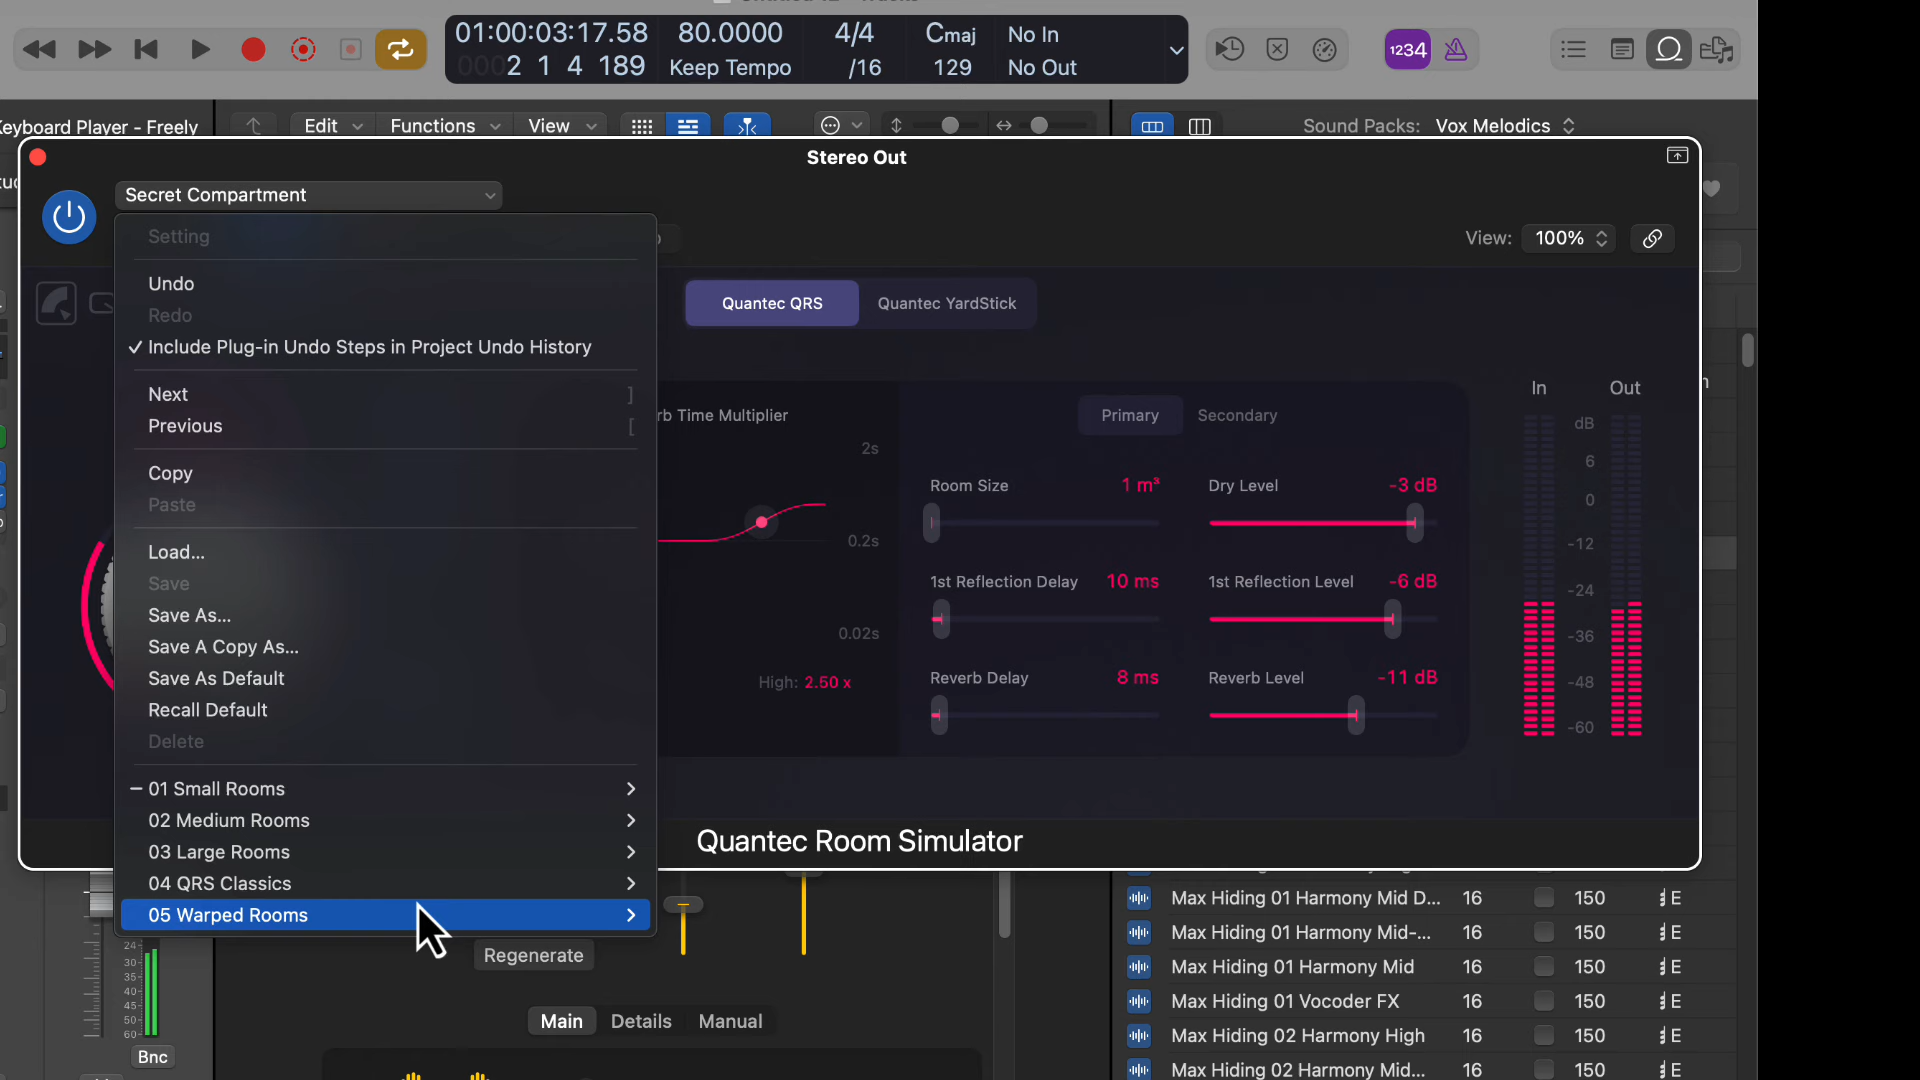 01:00:03:17.58
80.0000
4/4
Cmaj
No In
0002 1 4 189
Keep Tempo
/16
129
No Out
1234
Keyboard Player - Freely
Edit
Functions
View
Sound Packs: Vox Melodics
Stereo Out
Secret Compartment
View: 100%
Setting
Undo
Redo
✓ Include Plug-in Undo Steps in Project Undo History
Next ]
Previous [
Copy
Paste
Load...
Save
Save As...
Save A Copy As...
Save As Default
Recall Default
Delete
– 01 Small Rooms
02 Medium Rooms
03 Large Rooms
04 QRS Classics
05 Warped Rooms
Quantec QRS
Quantec YardStick
rb Time Multiplier
2s
0.2s
0.02s
High: 2.50 x
Primary
Secondary
Room Size 1 m³
Dry Level -3 dB
1st Reflection Delay 10 ms
1st Reflection Level -6 dB
Reverb Delay 8 ms
Reverb Level -11 dB
In
Out
dB
6
0
-12
-24
-36
-48
-60
Quantec Room Simulator
24
30
35
40
45
50
60
Bnc
Regenerate
Main
Details
Manual
Max Hiding 01 Harmony Mid D... 16 150 E
Max Hiding 01 Harmony Mid-... 16 150 E
Max Hiding 01 Harmony Mid 16 150 E
Max Hiding 01 Vocoder FX 16 150 E
Max Hiding 02 Harmony High 16 150 E
Max Hiding 02 Harmony Mid... 16 150 E